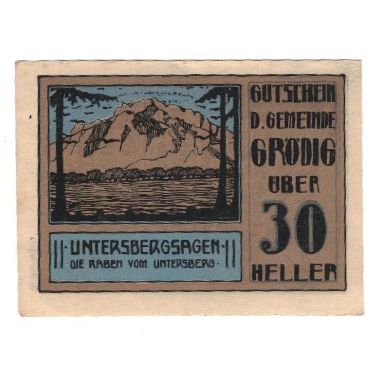 GUTSCHEIN
D. GEMEINDE
GRÖDIG
ÜBER
30
HELLER
UNTERSBERGSAGEN
DIE RABEN VOM UNTERSBERG